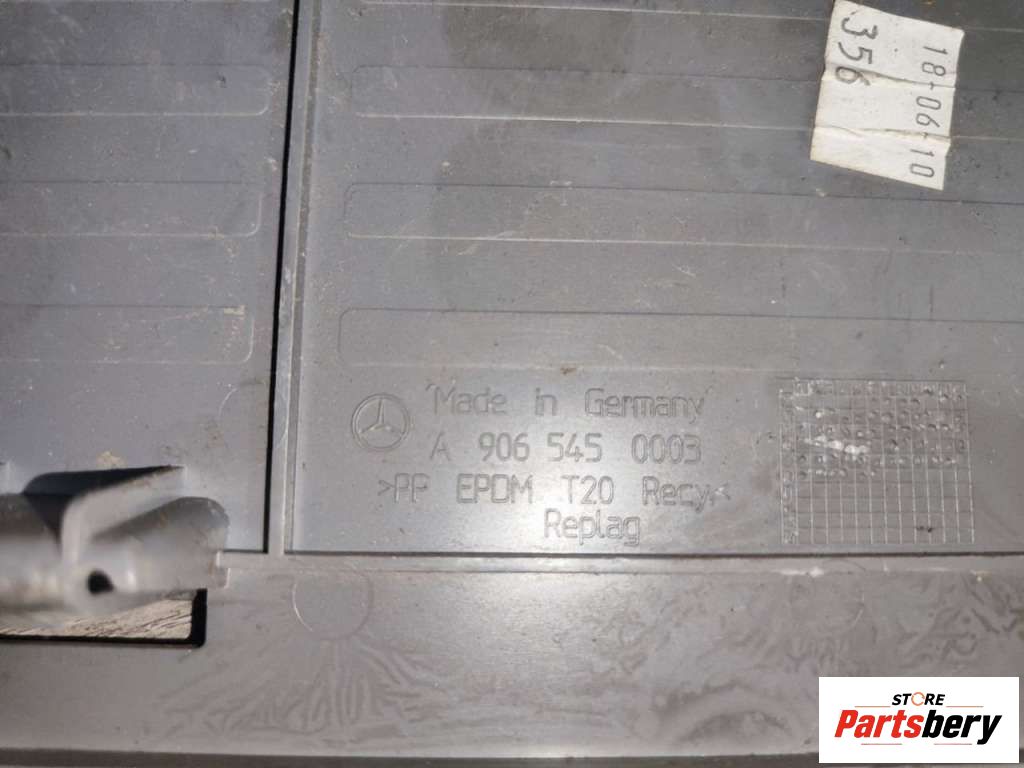 18-06-10
356
Made in Germany
A 906 545 0003
>PP EPDM T20 Recy<
Replag
STORE
Partsbery